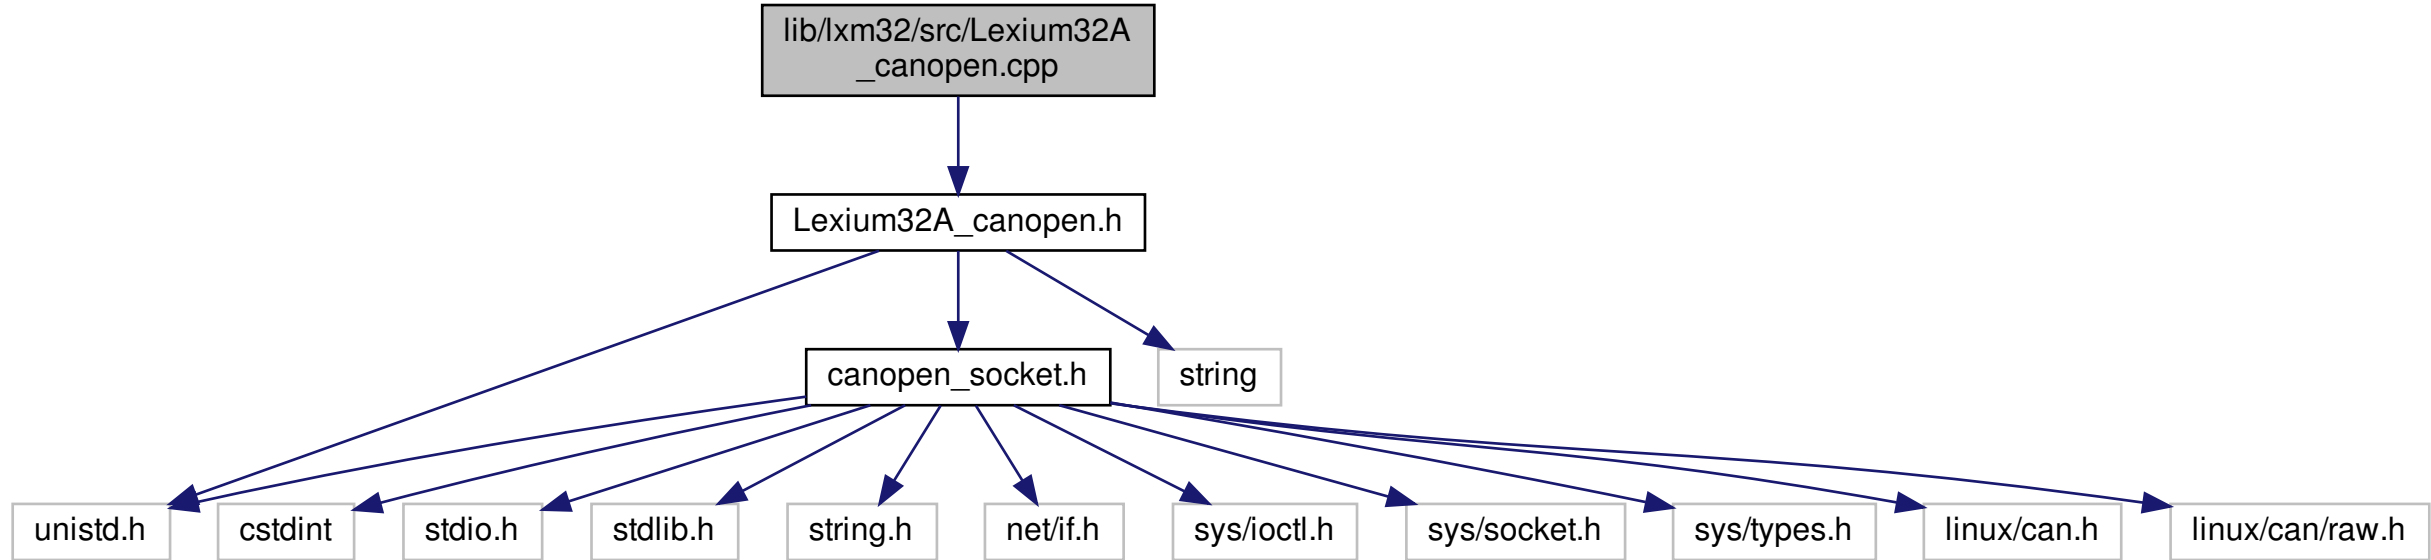 lib/lxm32/src/Lexium32A
_canopen.cpp
Lexium32A_canopen.h
canopen_socket.h
string
unistd.h
cstdint
stdio.h
stdlib.h
string.h
net/if.h
sys/ioctl.h
sys/socket.h
sys/types.h
linux/can.h
linux/can/raw.h